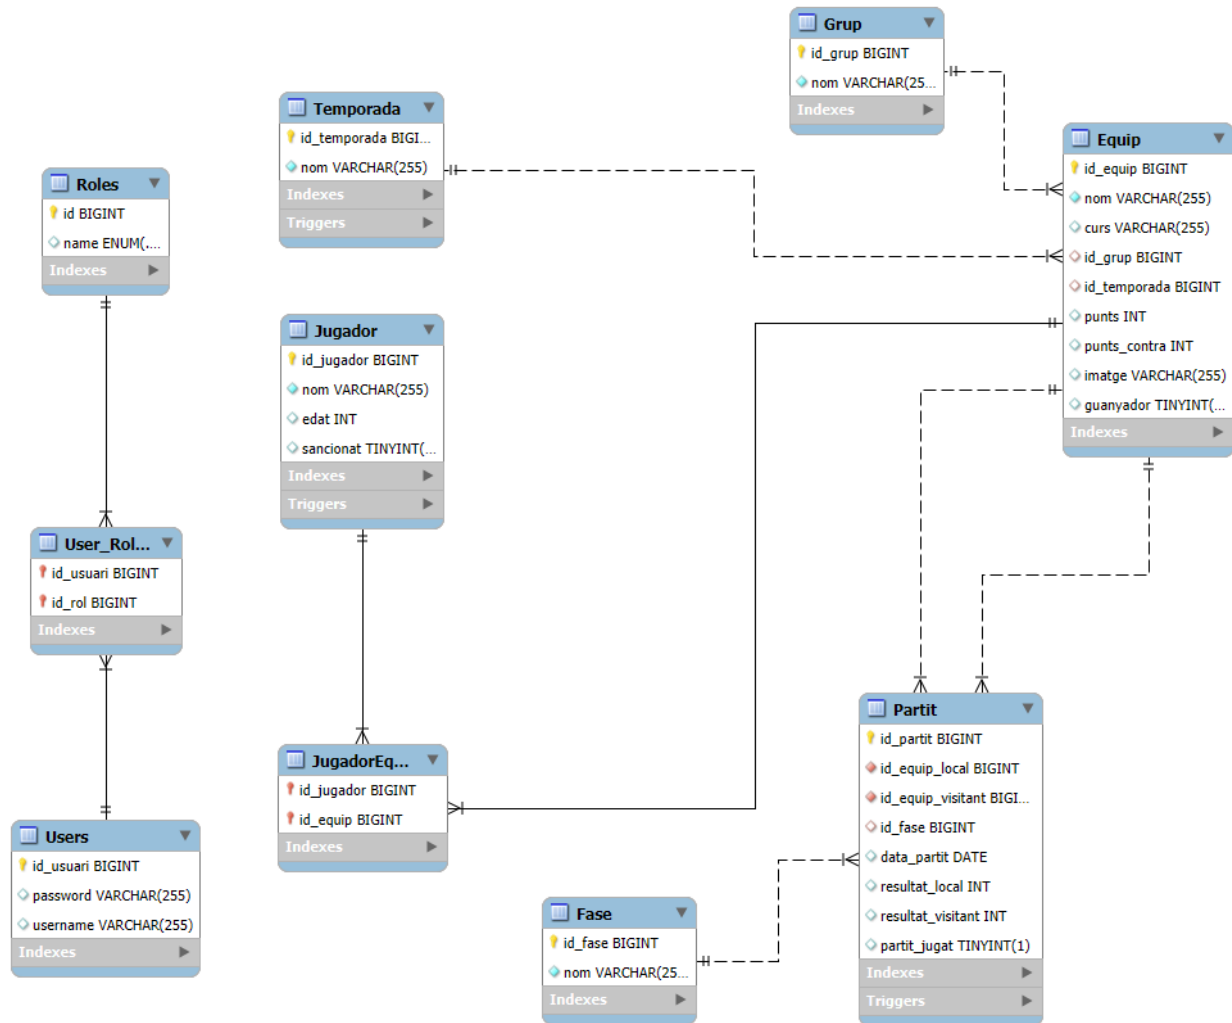 Grup
id_grup BIGINT
nom VARCHAR(25...
Indexes
Temporada
id_temporada BIGI...
nom VARCHAR(255)
Indexes
Triggers
Equip
id_equip BIGINT
nom VARCHAR(255)
curs VARCHAR(255)
id_grup BIGINT
id_temporada BIGINT
punts INT
punts_contra INT
imatge VARCHAR(255)
guanyador TINYINT(...
Indexes
Roles
id BIGINT
name ENUM(....
Indexes
Jugador
id_jugador BIGINT
nom VARCHAR(255)
edat INT
sancionat TINYINT(...
Indexes
Triggers
User_Rol...
id_usuari BIGINT
id_rol BIGINT
Indexes
Partit
id_partit BIGINT
id_equip_local BIGINT
id_equip_visitant BIGI...
id_fase BIGINT
data_partit DATE
resultat_local INT
resultat_visitant INT
partit_jugat TINYINT(1)
Indexes
Triggers
JugadorEq...
id_jugador BIGINT
id_equip BIGINT
Indexes
Users
id_usuari BIGINT
password VARCHAR(255)
username VARCHAR(255)
Indexes
Fase
id_fase BIGINT
nom VARCHAR(25...
Indexes